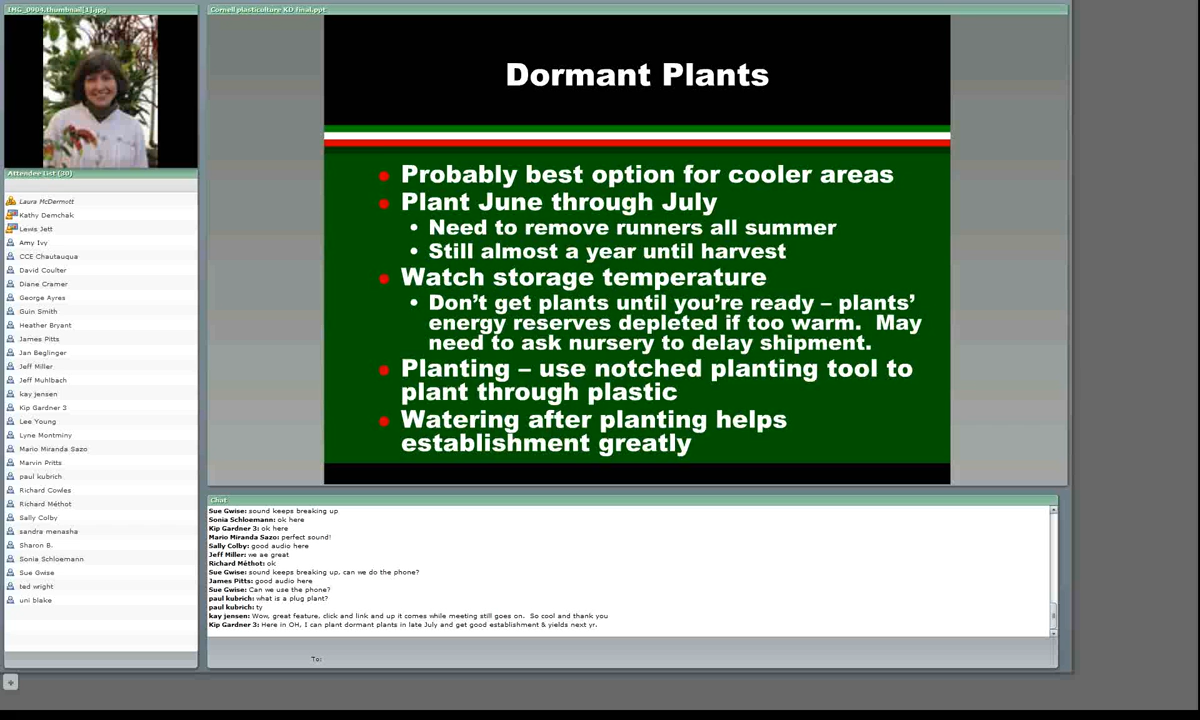 IMG_0904.thumbnail[1].jpg
Attendee List (30)
Laura McDermott
Kathy Demchak
Lewis Jett
Amy Ivy
CCE Chautauqua
David Coulter
Diane Cramer
George Ayres
Guin Smith
Heather Bryant
James Pitts
Jan Beglinger
Jeff Miller
Jeff Muhlbach
kay jensen
Kip Gardner 3
Lee Young
Lyne Montminy
Mario Miranda Sazo
Marvin Pritts
paul kubrich
Richard Cowles
Richard Méthot
Sally Colby
sandra menasha
Sharon B.
Sonia Schloemann
Sue Gwise
ted wright
uni blake
Cornell plasticulture KD final.ppt
Dormant Plants
Probably best option for cooler areas
Plant June through July
Need to remove runners all summer
Still almost a year until harvest
Watch storage temperature
Don't get plants until you're ready – plants'
energy reserves depleted if too warm. May
need to ask nursery to delay shipment.
Planting – use notched planting tool to
plant through plastic
Watering after planting helps
establishment greatly
Chat
Sue Gwise: sound keeps breaking up
Sonia Schloemann: ok here
Kip Gardner 3: ok here
Mario Miranda Sazo: perfect sound!
Sally Colby: good audio here
Jeff Miller: we ae great
Richard Méthot: ok
Sue Gwise: sound keeps breaking up, can we do the phone?
James Pitts: good audio here
Sue Gwise: Can we use the phone?
paul kubrich: what is a plug plant?
paul kubrich: ty
kay jensen: Wow, great feature, click and link and up it comes while meeting still goes on. So cool and thank you
Kip Gardner 3: Here in OH, I can plant dormant plants in late July and get good establishment & yields next yr.
To: